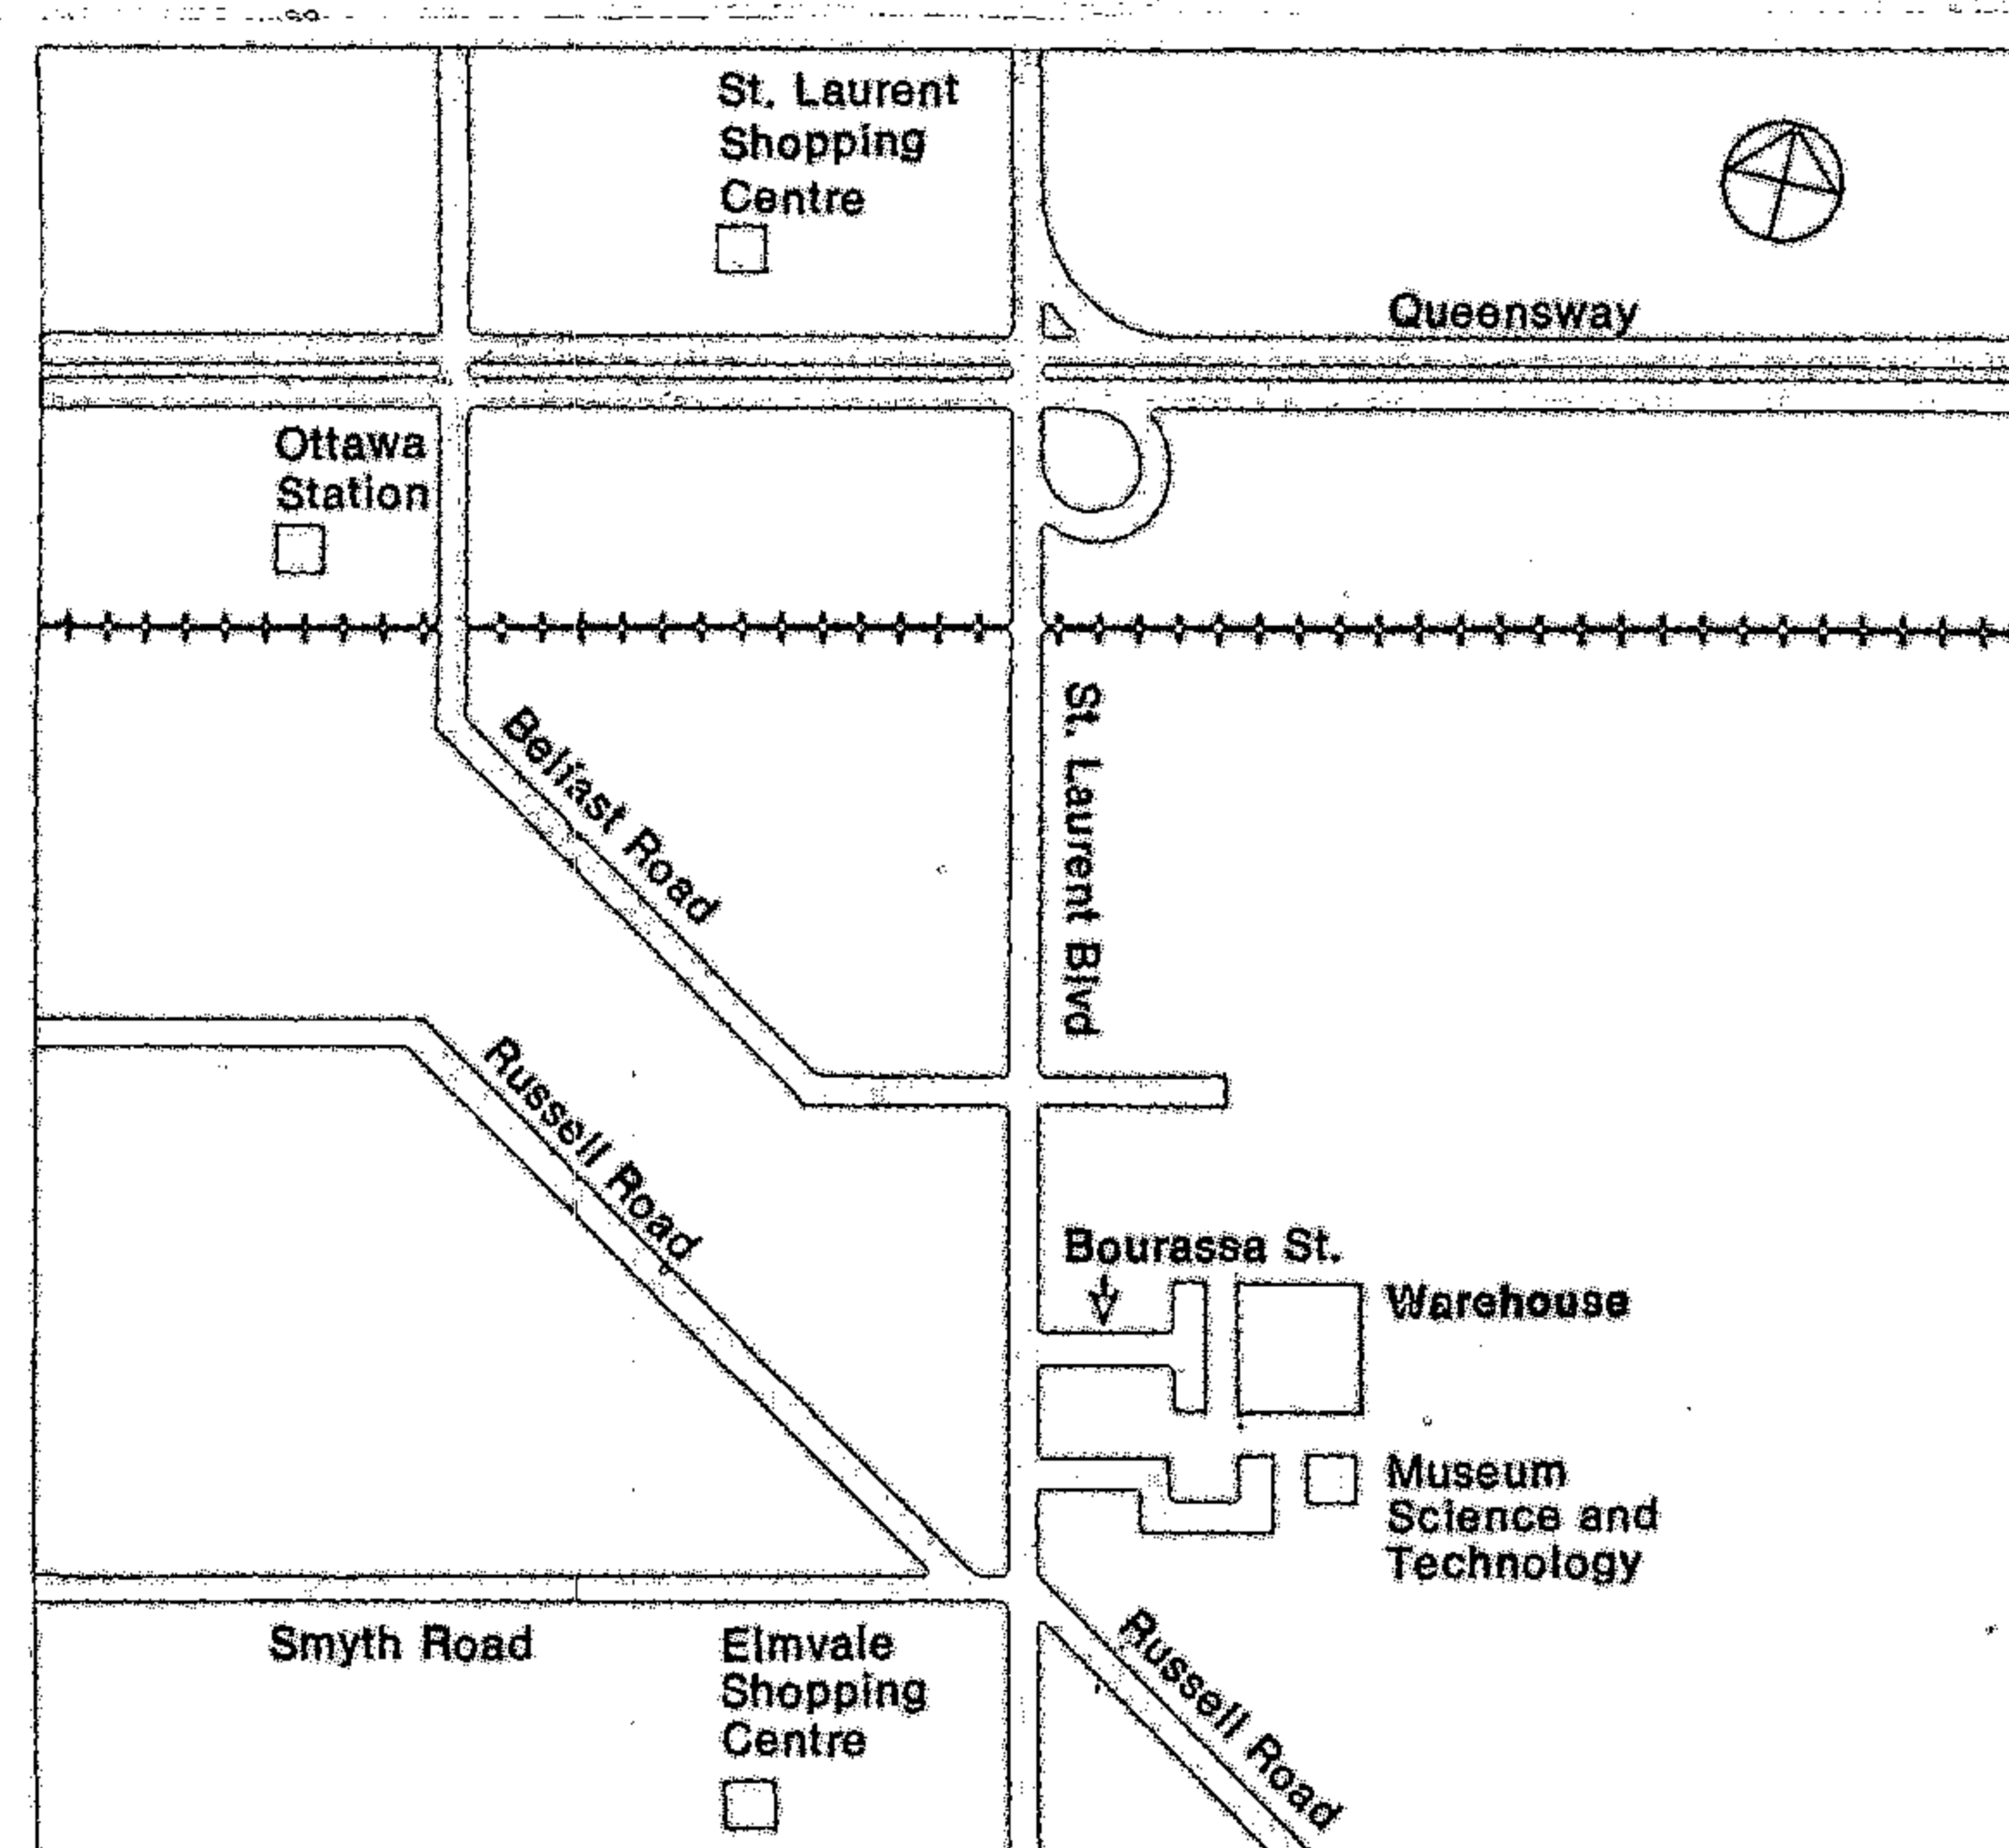 St. Laurent
Shopping
Centre
Queensway
Ottawa
Station
Belfast Road
St. Laurent Blvd
Russell Road
Bourassa St.
Warehouse
Museum
Science and
Technology
Smyth Road
Elmvale
Shopping
Centre
Russell Road